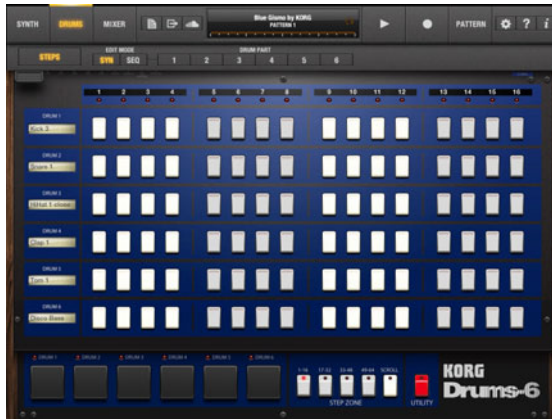 SYNTH DRUMS MIXER Blue Gismo by KORG PATTERN ? i
PATTERN 1
STEPS EDIT MODE DRUM PART
SYN SEQ 1 2 3 4 5 6
1 2 3 4 5 6 7 8 9 10 11 12 13 14 15 16
DRUM 1
Kick 3
DRUM 2
Snare 1
DRUM 3
HiHat 1-close
DRUM 4
Clap 1
DRUM 5
Tom 1
DRUM 6
Disco Bass
DRUM 1 DRUM 2 DRUM 3 DRUM 4 DRUM 5 DRUM 6
1-16 17-32 33-48 49-64 SCROLL
STEP ZONE UTILITY
KORG
Drums-6